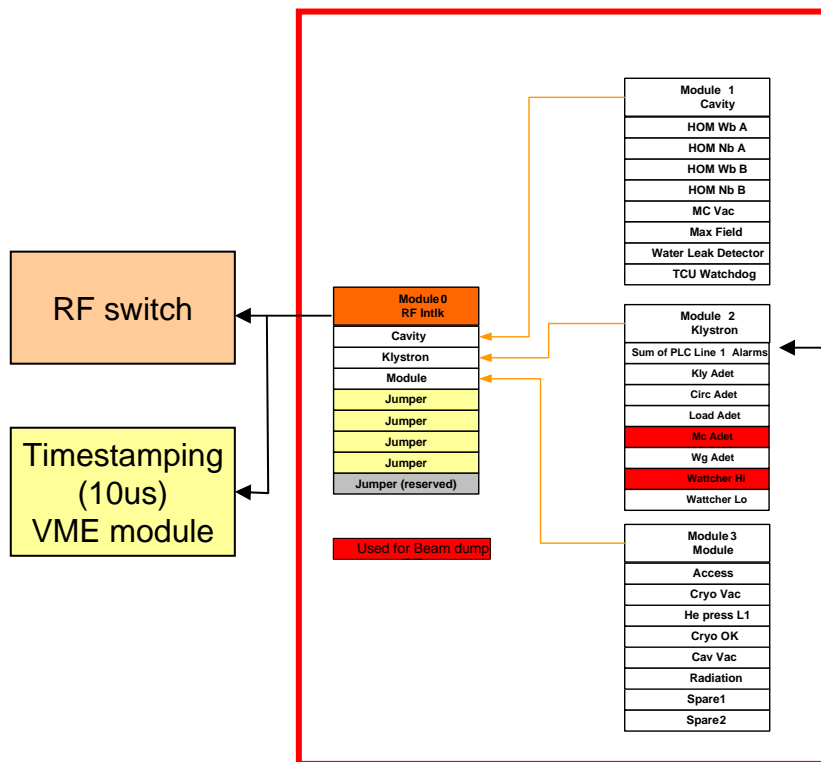 RF switch
Timestamping
(10us)
VME module
Module 0
RF Intlk
Cavity
Klystron
Module
Jumper
Jumper
Jumper
Jumper
Jumper (reserved)
Used for Beam dump
Module 1
Cavity
HOM Wb A
HOM Nb A
HOM Wb B
HOM Nb B
MC Vac
Max Field
Water Leak Detector
TCU Watchdog
Module 2
Klystron
Sum of PLC Line 1 Alarms
Kly Adet
Circ Adet
Load Adet
Mc Adet
Wg Adet
Wattcher Hi
Wattcher Lo
Module 3
Module
Access
Cryo Vac
He press L1
Cryo OK
Cav Vac
Radiation
Spare1
Spare2